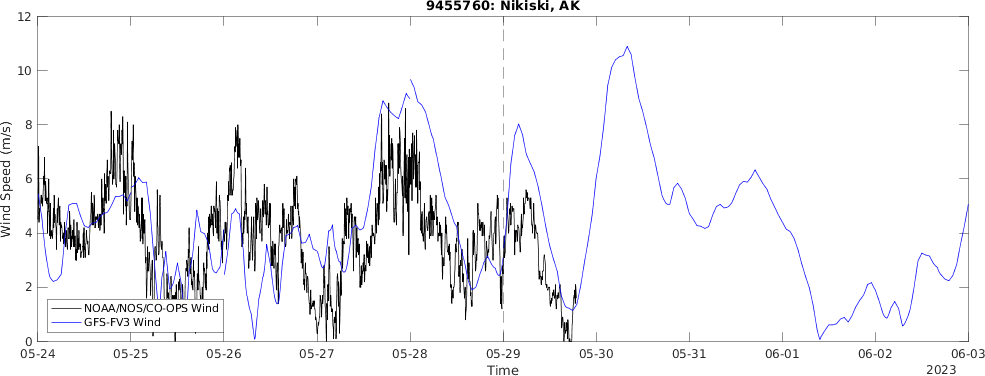 9455760: Nikiski, AK
Wind Speed (m/s)
12
10
8
6
4
2
0
NOAA/NOS/CO-OPS Wind
GFS-FV3 Wind
05-24 05-25 05-26 05-27 05-28 05-29 05-30 05-31 06-01 06-02 06-03
Time
2023